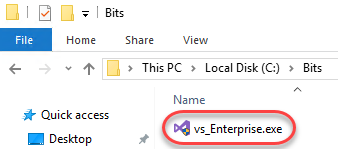 Bits
File Home Share View
This PC Local Disk (C:) Bits
Name
Quick access
vs_Enterprise.exe
Desktop